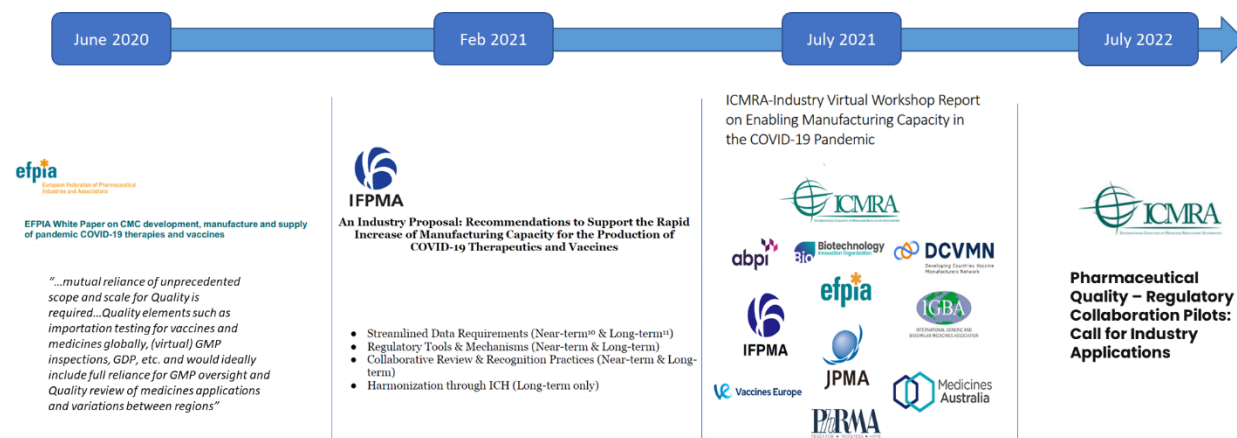 June 2020
Feb 2021
July 2021
July 2022
efpia
European Federation of Pharmaceutical
Industries and Associations
EFPIA White Paper on CMC development, manufacture and supply
of pandemic COVID-19 therapies and vaccines
"...mutual reliance of unprecedented
scope and scale for Quality is
required...Quality elements such as
importation testing for vaccines and
medicines globally, (virtual) GMP
inspections, GDP, etc. and would ideally
include full reliance for GMP oversight and
Quality review of medicines applications
and variations between regions"
IFPMA
An Industry Proposal: Recommendations to Support the Rapid
Increase of Manufacturing Capacity for the Production of
COVID-19 Therapeutics and Vaccines
• Streamlined Data Requirements (Near-term¹⁰ & Long-term¹¹)
• Regulatory Tools & Mechanisms (Near-term & Long-term)
• Collaborative Review & Recognition Practices (Near-term & Long-
term)
• Harmonization through ICH (Long-term only)
ICMRA-Industry Virtual Workshop Report
on Enabling Manufacturing Capacity in
the COVID-19 Pandemic
ICMRA
abpi
Bio
Biotechnology
Innovation Organization
DCVMN
Developing Countries Vaccine
Manufacturers Network
efpia
IFPMA
IGBA
INTERNATIONAL GENERIC AND
BIOSIMILAR MEDICINES ASSOCIATION
JPMA
Vaccines Europe
Medicines
Australia
PhRMA
RESEARCH • PROGRESS • HOPE
ICMRA
Pharmaceutical
Quality – Regulatory
Collaboration Pilots:
Call for Industry
Applications